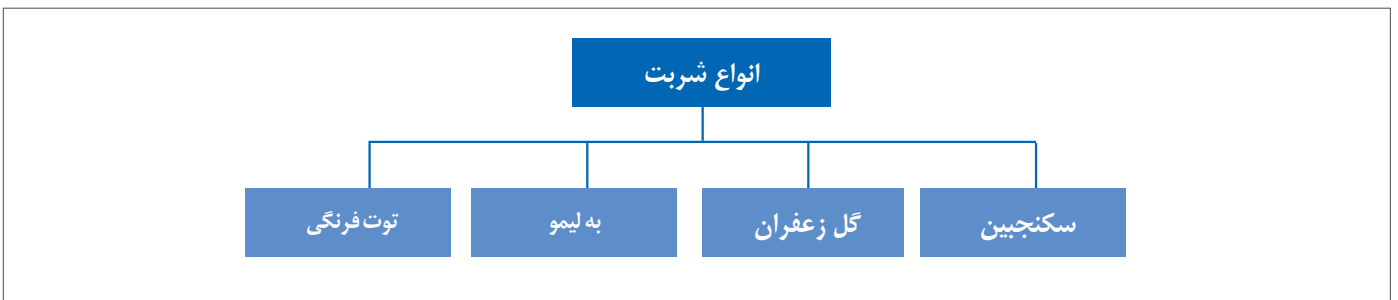 انواع شربت
سکنجبین
گل زعفران
به لیمو
توت فرنگی